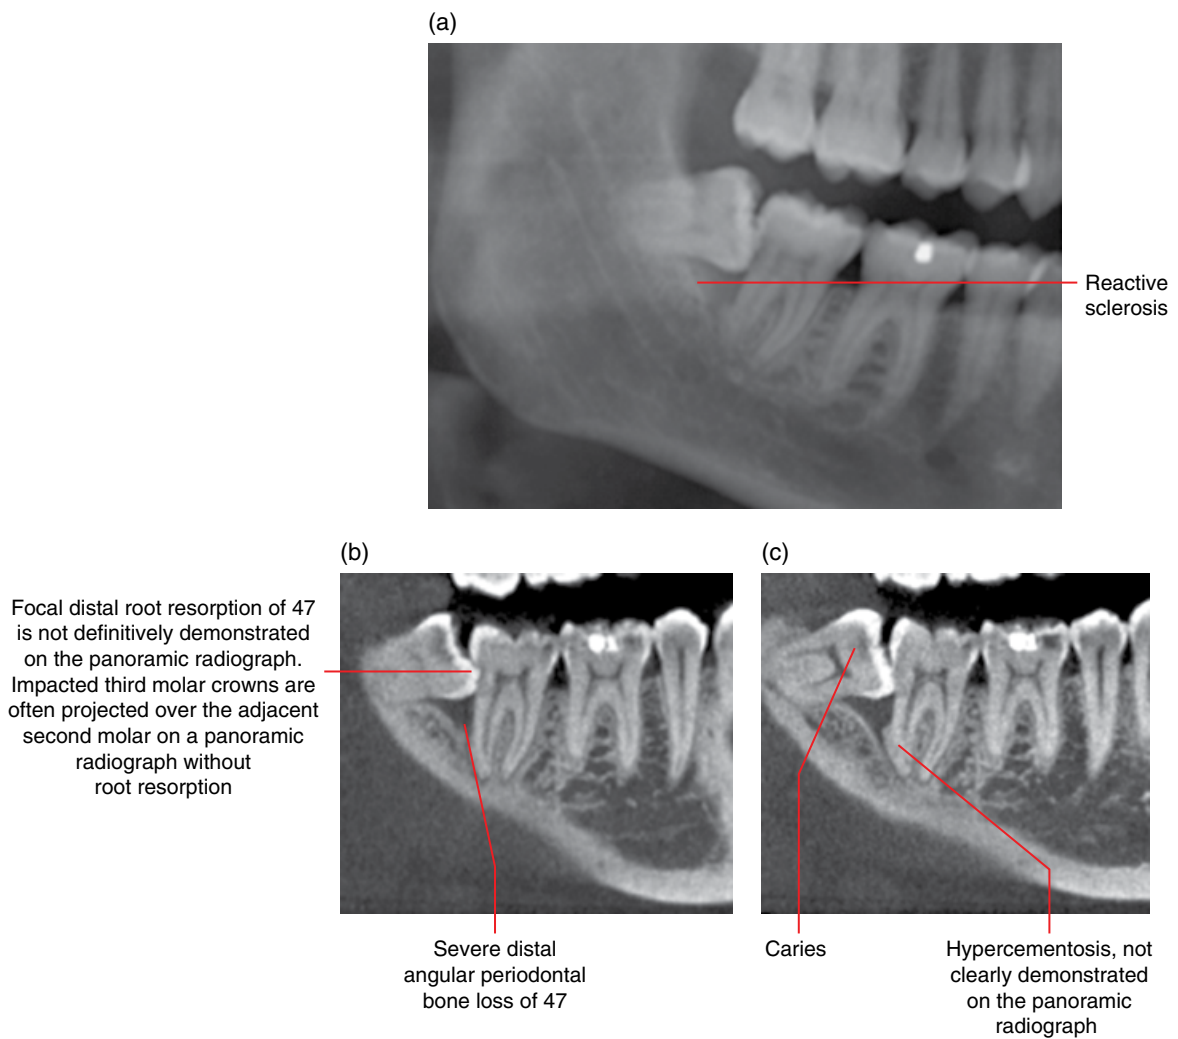 (a)
Reactive
sclerosis
(b)
(c)
Focal distal root resorption of 47
is not definitively demonstrated
on the panoramic radiograph.
Impacted third molar crowns are
often projected over the adjacent
second molar on a panoramic
radiograph without
root resorption
Severe distal
angular periodontal
bone loss of 47
Caries
Hypercementosis, not
clearly demonstrated
on the panoramic
radiograph